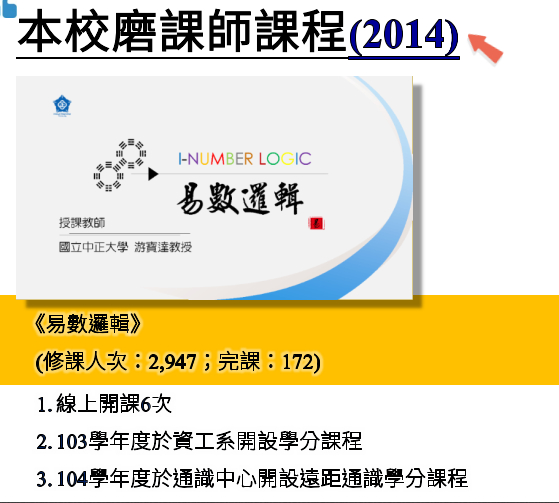 本校磨課師課程(2014)
I-NUMBER LOGIC
易數邏輯
授課教師
國立中正大學 游寶達教授
《易數邏輯》
(修課人次：2,947；完課：172)
1. 線上開課6次
2. 103學年度於資工系開設學分課程
3. 104學年度於通識中心開設遠距通識學分課程